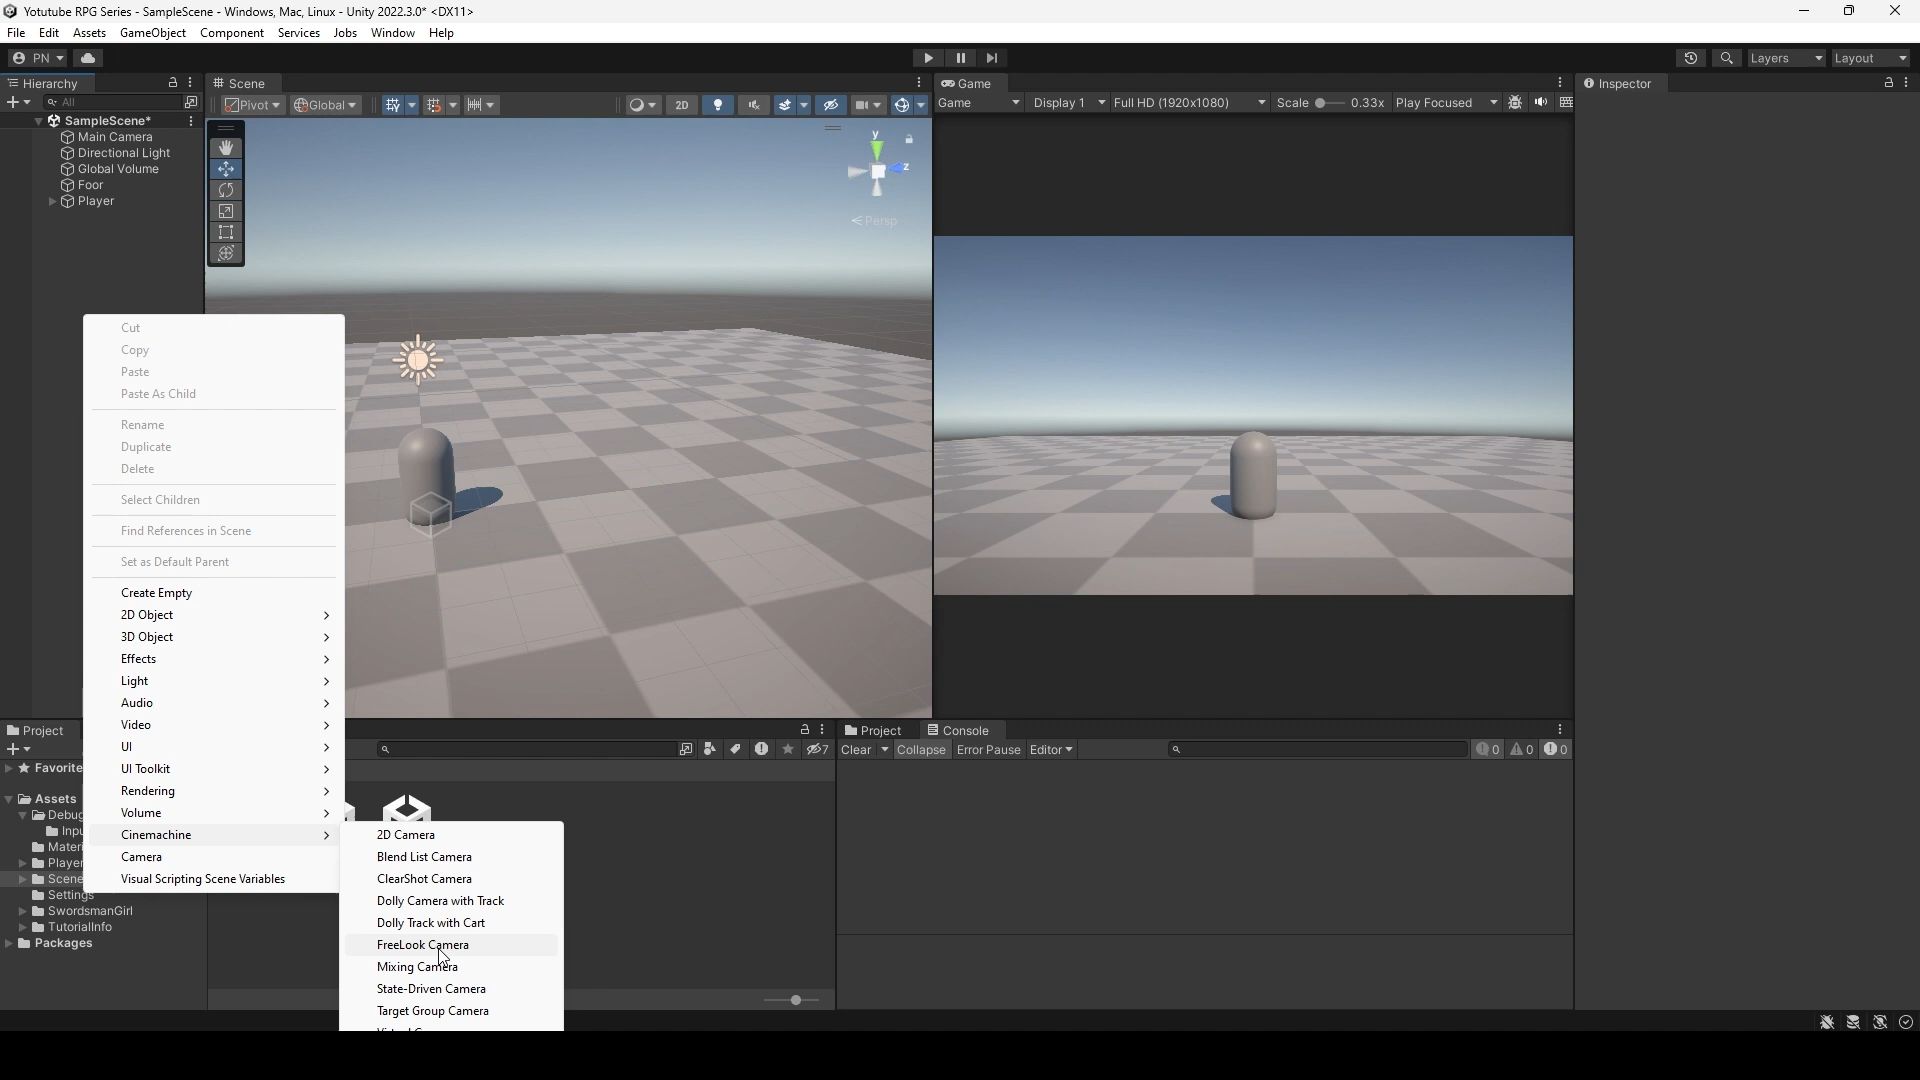 Yotutube RPG Series - SampleScene - Windows, Mac, Linux - Unity 2022.3.0* <DX11>
File Edit Assets GameObject Component Services Jobs Window Help
PN Layers Layout
Hierarchy
All
SampleScene*
Main Camera
Directional Light
Global Volume
Foor
Player
Scene
Pivot Global 2D
y
z
Persp
Game
Game Display 1 Full HD (1920x1080) Scale 0.33x Play Focused
Inspector
Cut
Copy
Paste
Paste As Child
Rename
Duplicate
Delete
Select Children
Find References in Scene
Set as Default Parent
Create Empty
2D Object
3D Object
Effects
Light
Audio
Video
UI
UI Toolkit
Rendering
Volume
Cinemachine
Camera
Visual Scripting Scene Variables
2D Camera
Blend List Camera
ClearShot Camera
Dolly Camera with Track
Dolly Track with Cart
FreeLook Camera
Mixing Camera
State-Driven Camera
Target Group Camera
Project
7
Favorite
Assets
Debug
Inpu
Materi
Player
Scene
Settings
SwordsmanGirl
TutorialInfo
Packages
Project Console
Clear Collapse Error Pause Editor 0 0 0